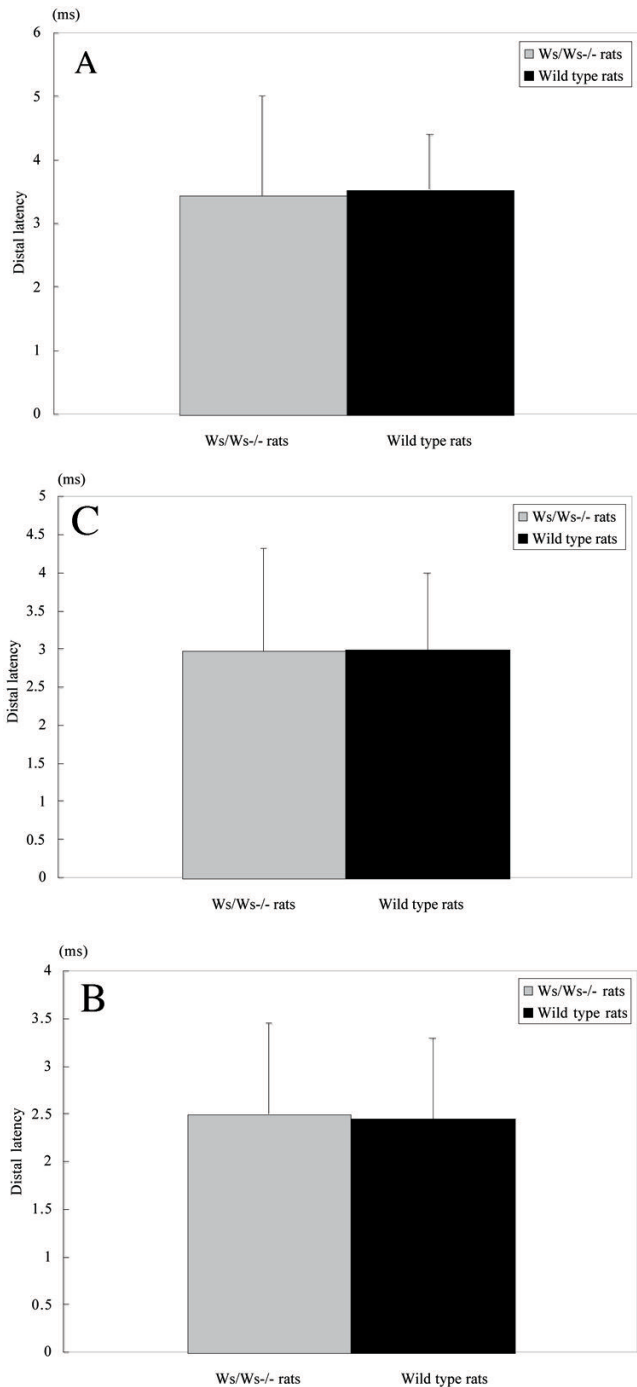 (ms)
6
5
4
3
2
1
0
Distal latency
A
Ws/Ws-/- rats
Wild type rats
Ws/Ws-/- rats
Wild type rats
(ms)
5
4.5
4
3.5
3
2.5
2
1.5
1
0.5
0
Distal latency
C
Ws/Ws-/- rats
Wild type rats
Ws/Ws-/- rats
Wild type rats
(ms)
4
3.5
3
2.5
2
1.5
1
0.5
0
Distal latency
B
Ws/Ws-/- rats
Wild type rats
Ws/Ws-/- rats
Wild type rats